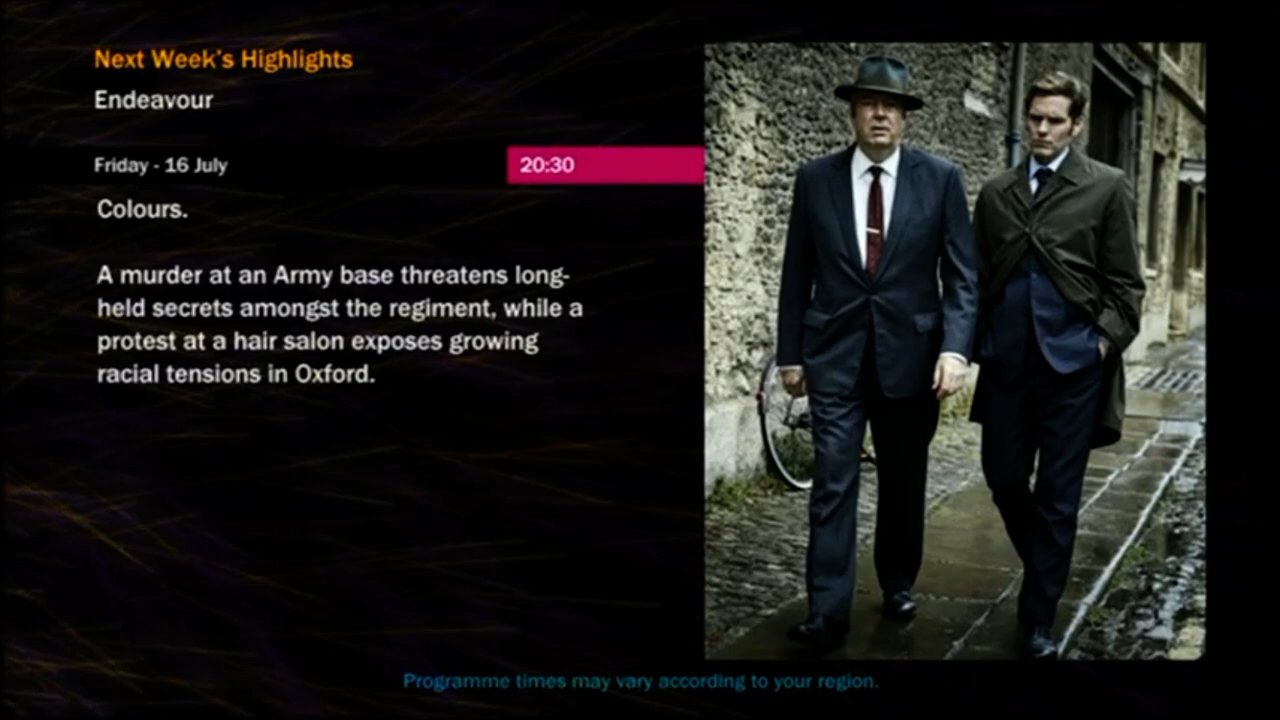 Next Week's Highlights
Endeavour
Friday - 16 July
20:30
Colours.
A murder at an Army base threatens long-
held secrets amongst the regiment, while a
protest at a hair salon exposes growing
racial tensions in Oxford.
Programme times may vary according to your region.